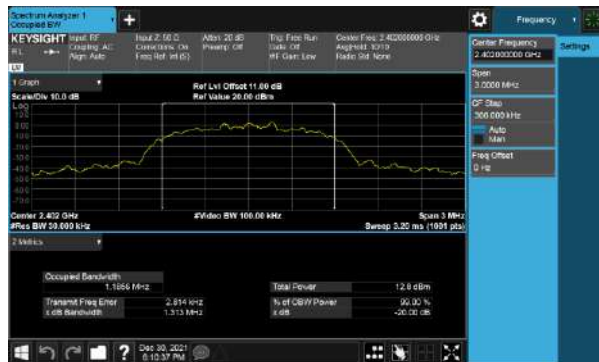 Spectrum Analyzer 1
Occupied BW
Frequency
KEYSIGHT Input: RF
RL
Coupling: AC
Align: Auto
Input Z: 50 Ω
Corrections: On
Freq Ref: Int (S)
Atten: 20 dB
Preamp: Off
Trig: Free Run
Gate: Off
#IF Gain: Low
Center Freq: 2.402000000 GHz
Avg|Hold: 10/10
Radio Std: None
Center Frequency
2.402000000 GHz
Settings
Span
3.0000 MHz
CF Step
300.000 kHz
Auto
Man
Freq Offset
0 Hz
1 Graph
Scale/Div 10.0 dB
Ref Lvl Offset 11.00 dB
Ref Value 20.00 dBm
Log
Center 2.402 GHz
#Res BW 30.000 kHz
#Video BW 100.00 kHz
Span 3 MHz
Sweep 3.20 ms (1001 pts)
2 Metrics
Occupied Bandwidth
Total Power
12.8 dBm
Transmit Freq Error
2.814 kHz
x dB Bandwidth
1.313 MHz
% of OBW Power
99.00 %
x dB
-20.00 dB
?
Dec 30, 2021
6:10:37 PM